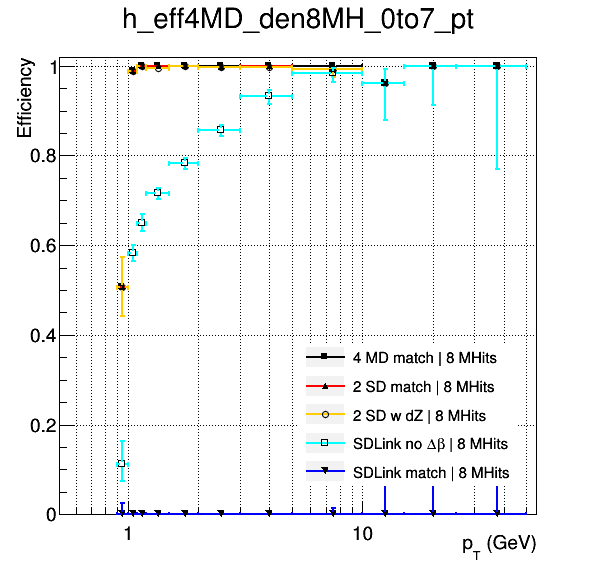 h_eff4MD_den8MH_0to7_pt
Efficiency
1
0.8
0.6
0.4
0.2
0
4 MD match | 8 MHits
2 SD match | 8 MHits
2 SD w dZ | 8 MHits
SDLink no Δβ | 8 MHits
SDLink match | 8 MHits
1
10
p_T (GeV)